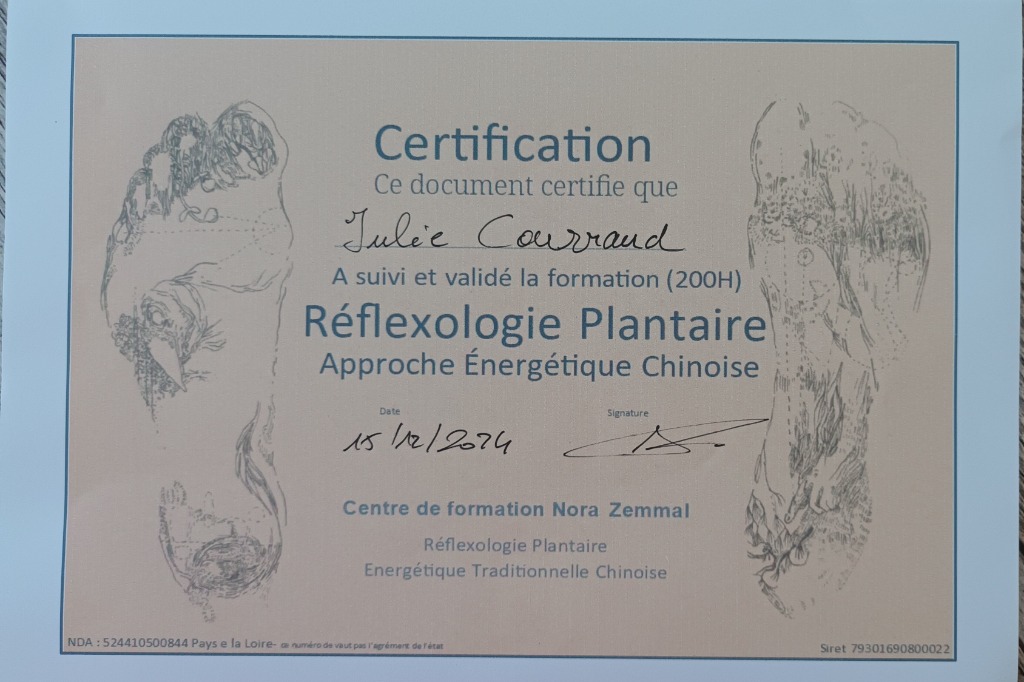 Certification
Ce document certifie que
Julie Courraud
A suivi et validé la formation (200H)
Réflexologie Plantaire
Approche Énergétique Chinoise
Date
Signature
15/12/2024
Centre de formation Nora Zemmal
Réflexologie Plantaire
Energétique Traditionnelle Chinoise
NDA : 524410500844 Pays e la Loire- ce numéro de vaut pas l'agrément de l'état
Siret 79301690800022